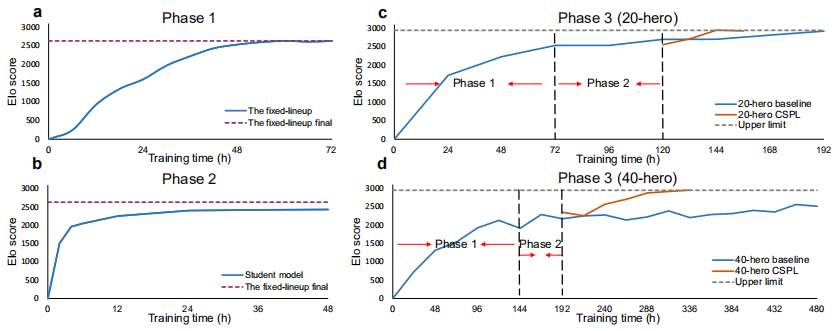 a
Phase 1
Elo score
3000
2500
2000
1500
1000
500
0
The fixed-lineup
The fixed-lineup final
0
24
48
72
Training time (h)
b
Phase 2
Elo score
3000
2500
2000
1500
1000
500
0
Student model
The fixed-lineup final
0
12
24
36
48
Training time (h)
c
Phase 3 (20-hero)
Elo score
3000
2500
2000
1500
1000
500
0
Phase 1
Phase 2
20-hero baseline
20-hero CSPL
Upper limit
0
24
48
72
96
120
144
168
192
Training time (h)
d
Phase 3 (40-hero)
Elo score
3000
2500
2000
1500
1000
500
0
Phase 1
Phase 2
40-hero baseline
40-hero CSPL
Upper limit
0
48
96
144
192
240
288
336
384
432
480
Training time (h)